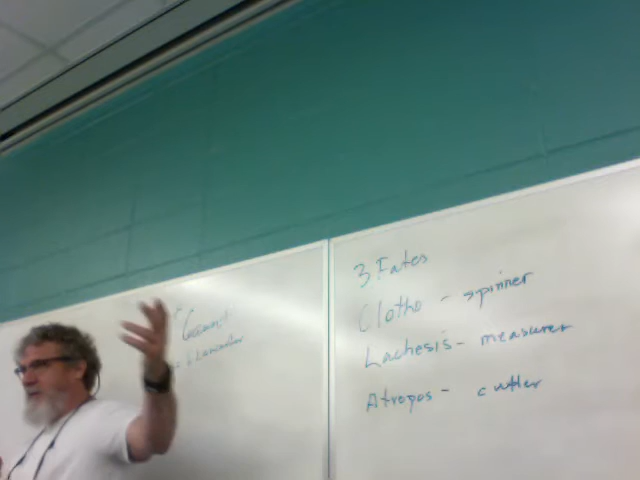 3 Fates
Clotho - spinner
Lachesis - measurer
Atropos - cutter